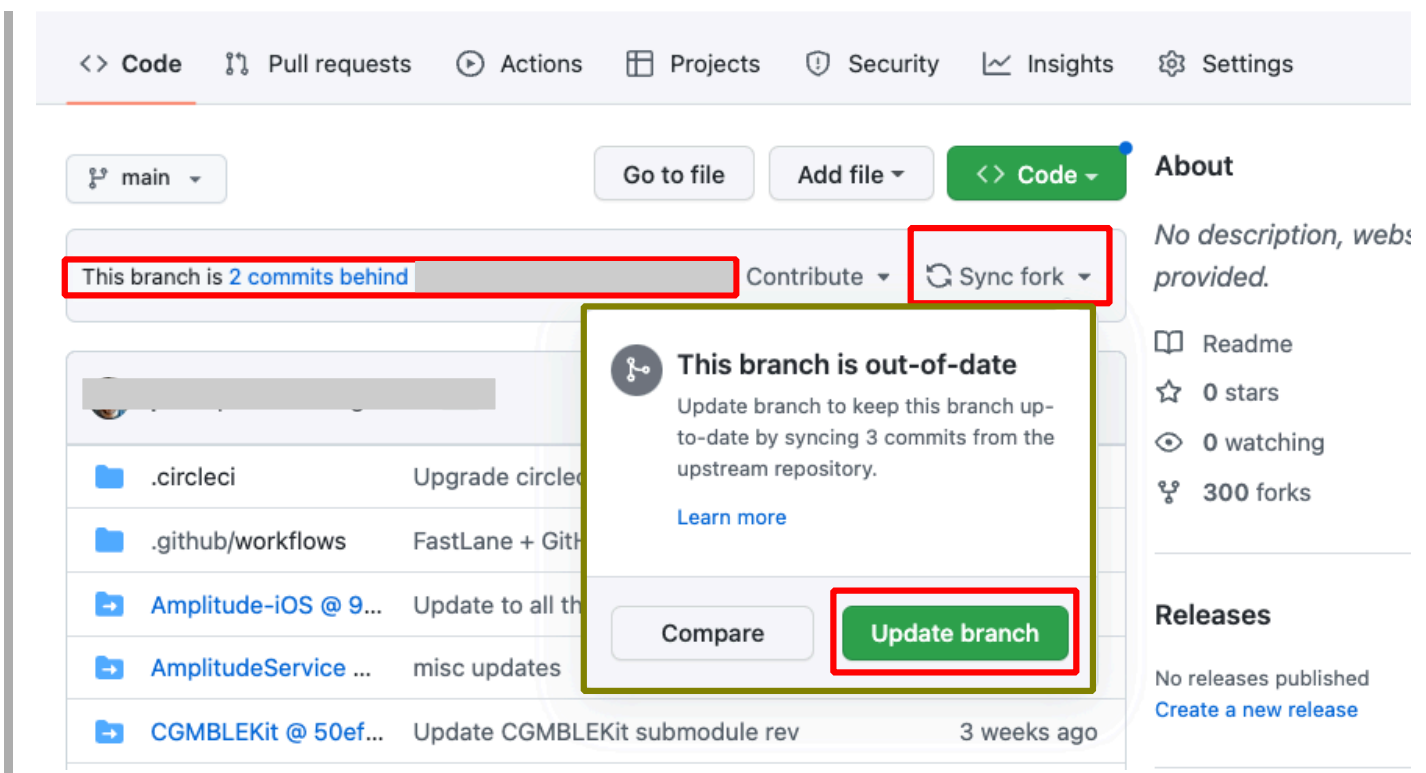 <> Code Pull requests Actions Projects Security Insights Settings
main Go to file Add file <> Code
This branch is 2 commits behind Contribute Sync fork
This branch is out-of-date
Update branch to keep this branch up-
to-date by syncing 3 commits from the
upstream repository.
Learn more
Compare Update branch
.circleci Upgrade circlec
.github/workflows FastLane + GitH
Amplitude-iOS @ 9... Update to all th
AmplitudeService ... misc updates
CGMBLEKit @ 50ef... Update CGMBLEKit submodule rev 3 weeks ago
About
No description, webs
provided.
Readme
0 stars
0 watching
300 forks
Releases
No releases published
Create a new release